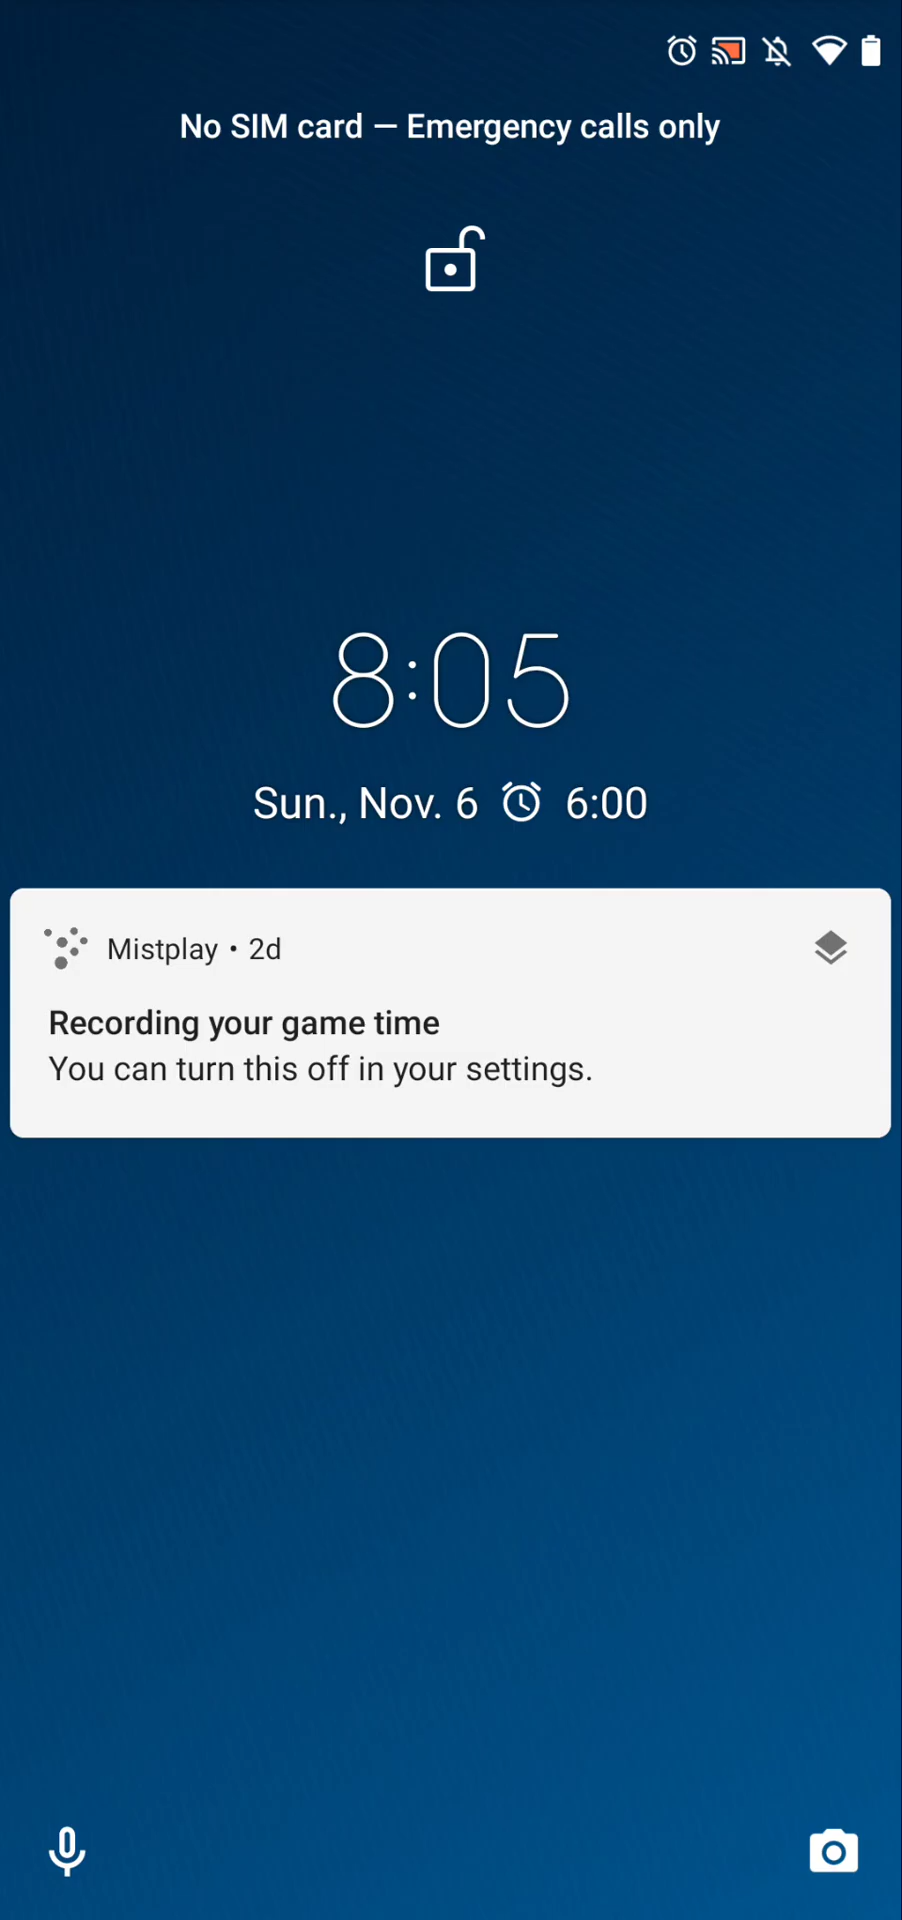 No SIM card — Emergency calls only
8:05
Sun., Nov. 6 6:00
Mistplay • 2d
Recording your game time
You can turn this off in your settings.